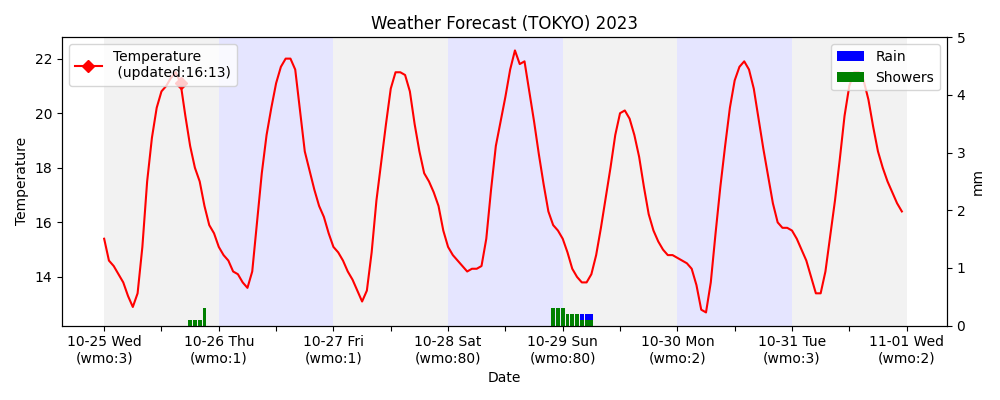 Weather Forecast (TOKYO) 2023
Temperature
(updated:16:13)
Rain
Showers
Temperature
22
20
18
16
14
5
4
3
2
1
0
mm
10-25 Wed 10-26 Thu 10-27 Fri 10-28 Sat 10-29 Sun 10-30 Mon 10-31 Tue 11-01 Wed
(wmo:3) (wmo:1) (wmo:1) (wmo:80) (wmo:80) (wmo:2) (wmo:3) (wmo:2)
Date